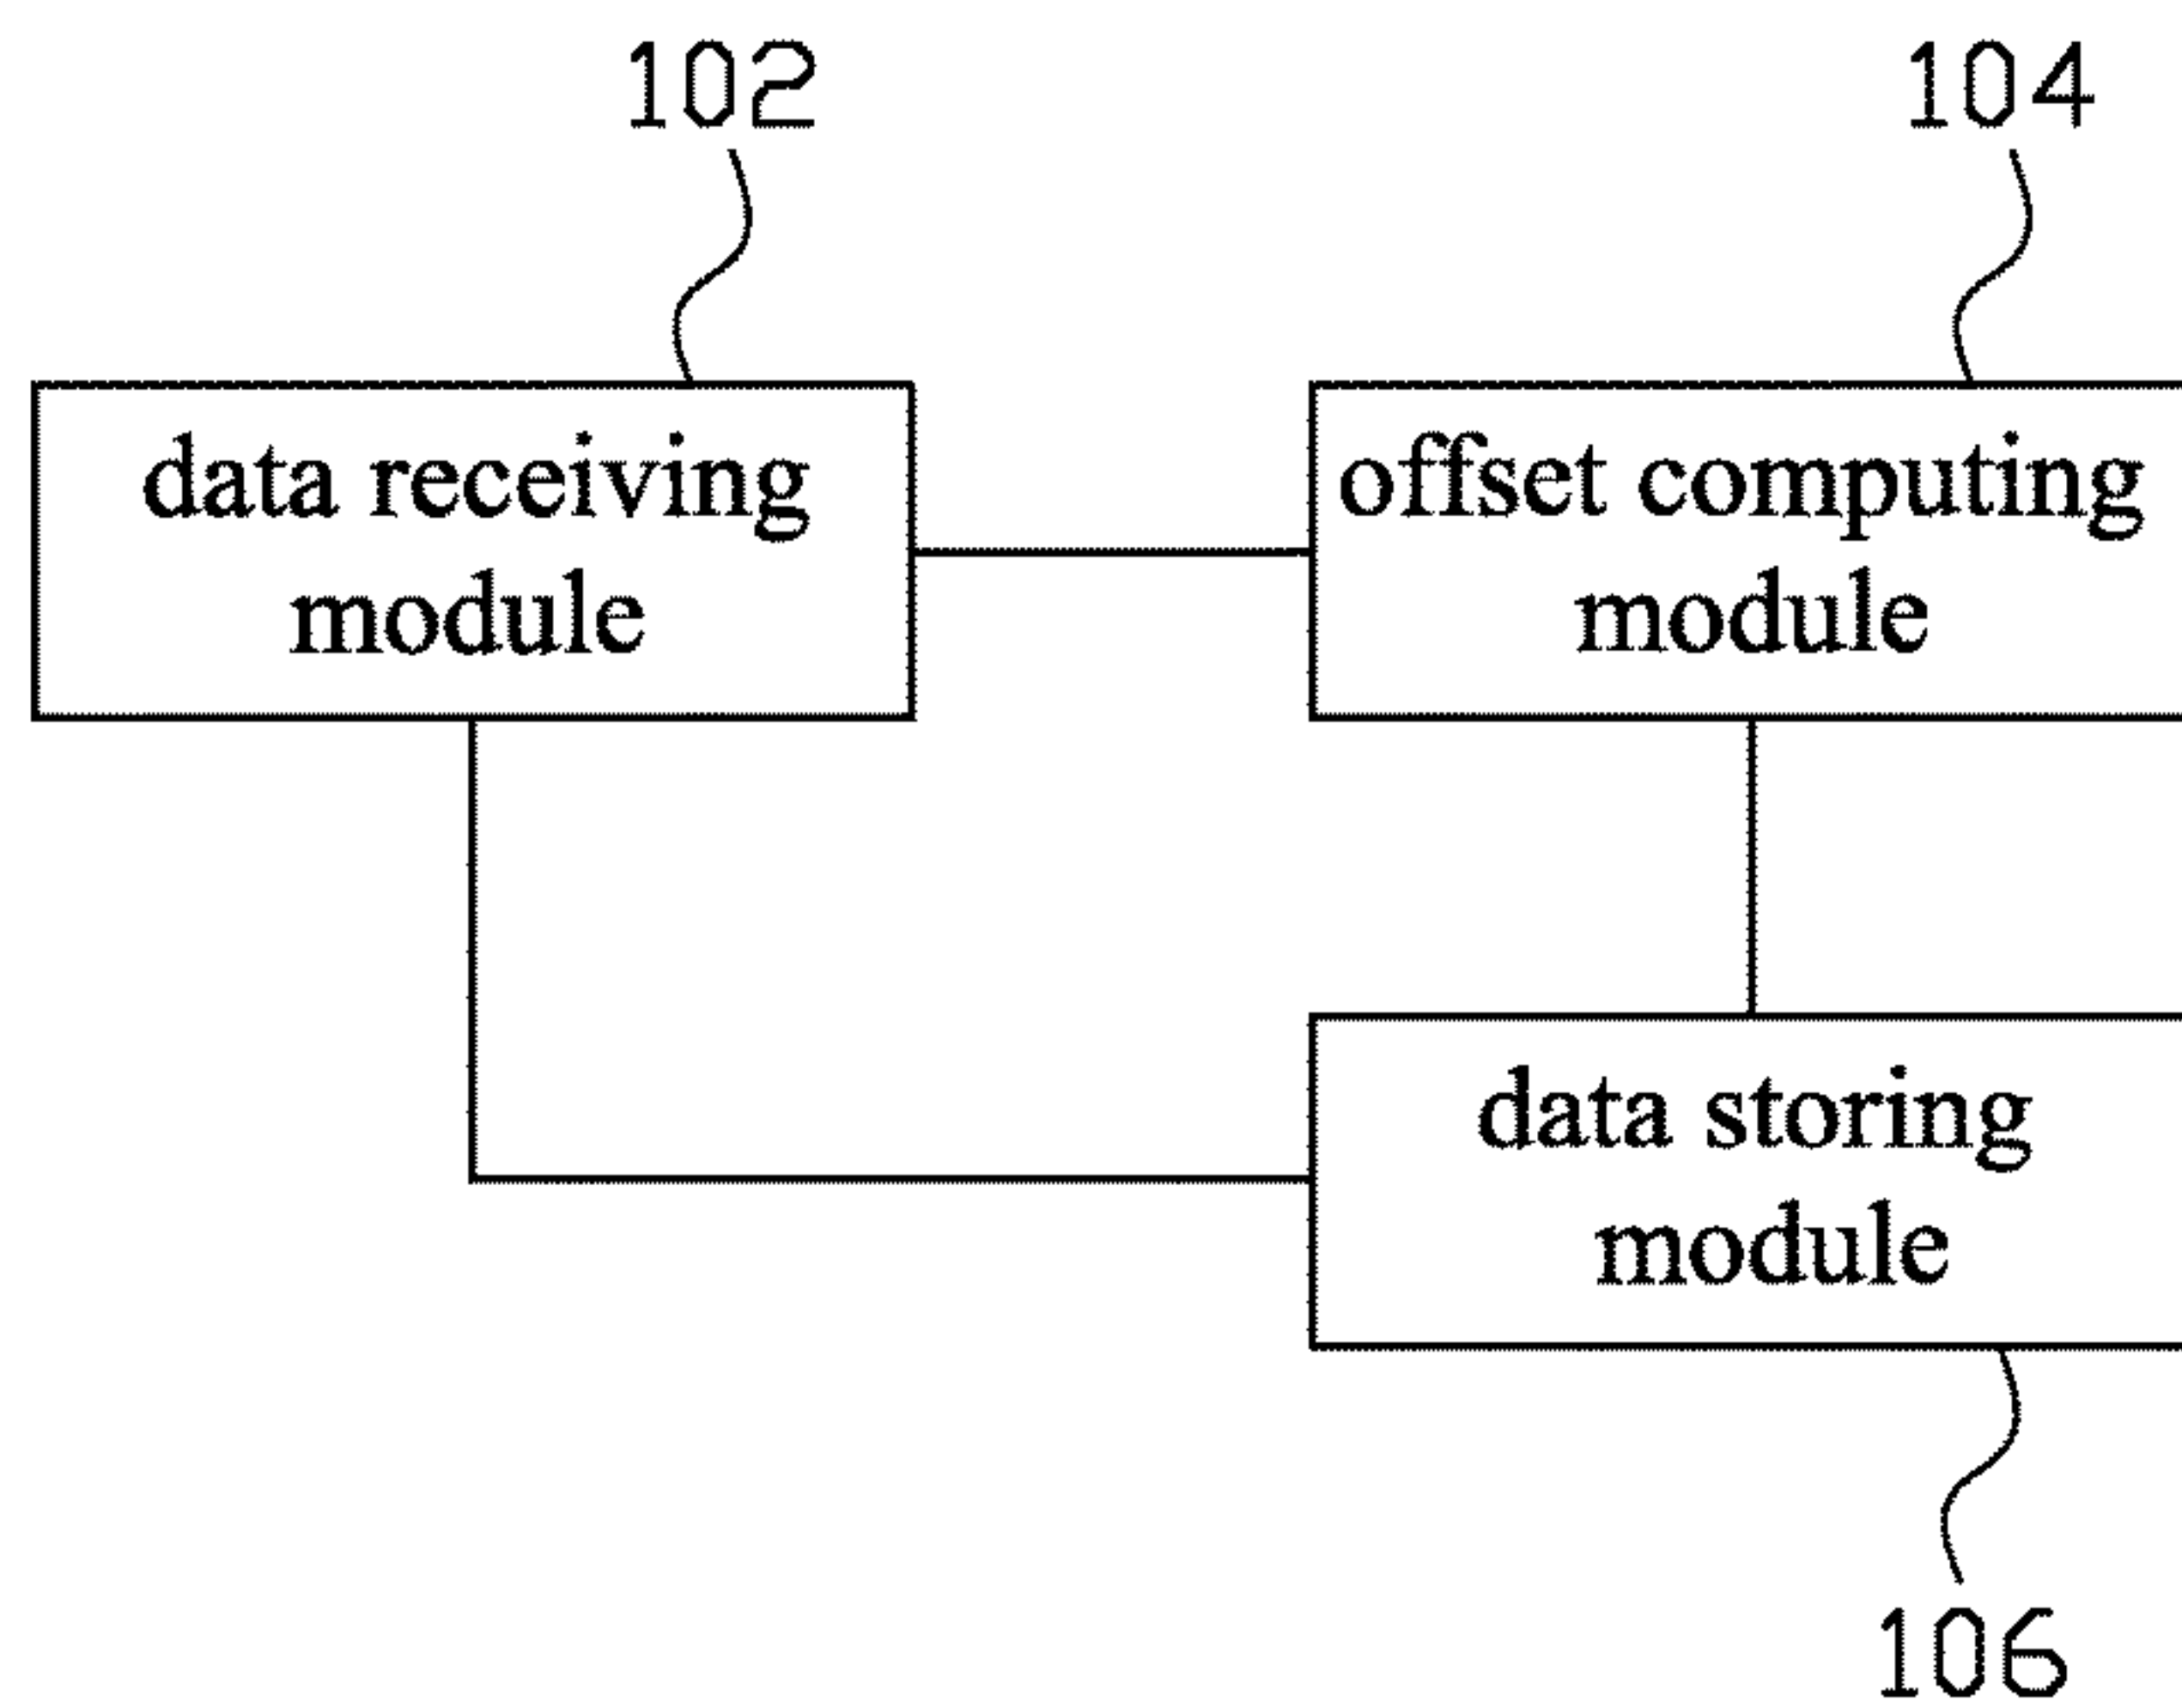 102
104
data receiving
module
offset computing
module
data storing
module
106